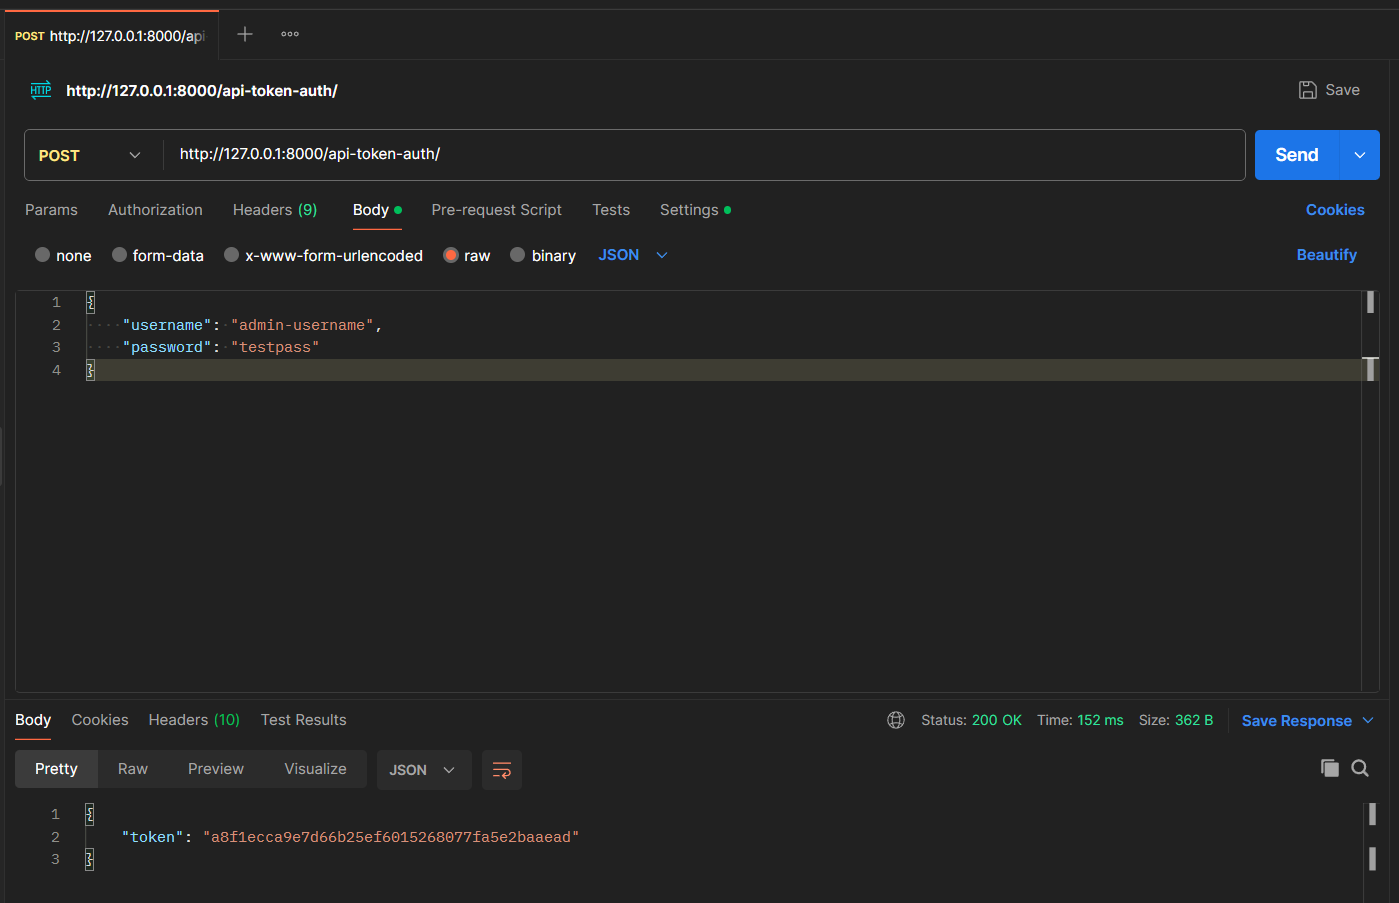 POST http://127.0.0.1:8000/api-
HTTP http://127.0.0.1:8000/api-token-auth/ Save
POST http://127.0.0.1:8000/api-token-auth/ Send
Params Authorization Headers (9) Body Pre-request Script Tests Settings Cookies
none form-data x-www-form-urlencoded raw binary JSON Beautify
1 {
2 "username": "admin-username",
3 "password": "testpass"
4 }
Body Cookies Headers (10) Test Results Status: 200 OK Time: 152 ms Size: 362 B Save Response
Pretty Raw Preview Visualize JSON
1 {
2 "token": "a8f1ecca9e7d66b25ef6015268077fa5e2baaead"
3 }